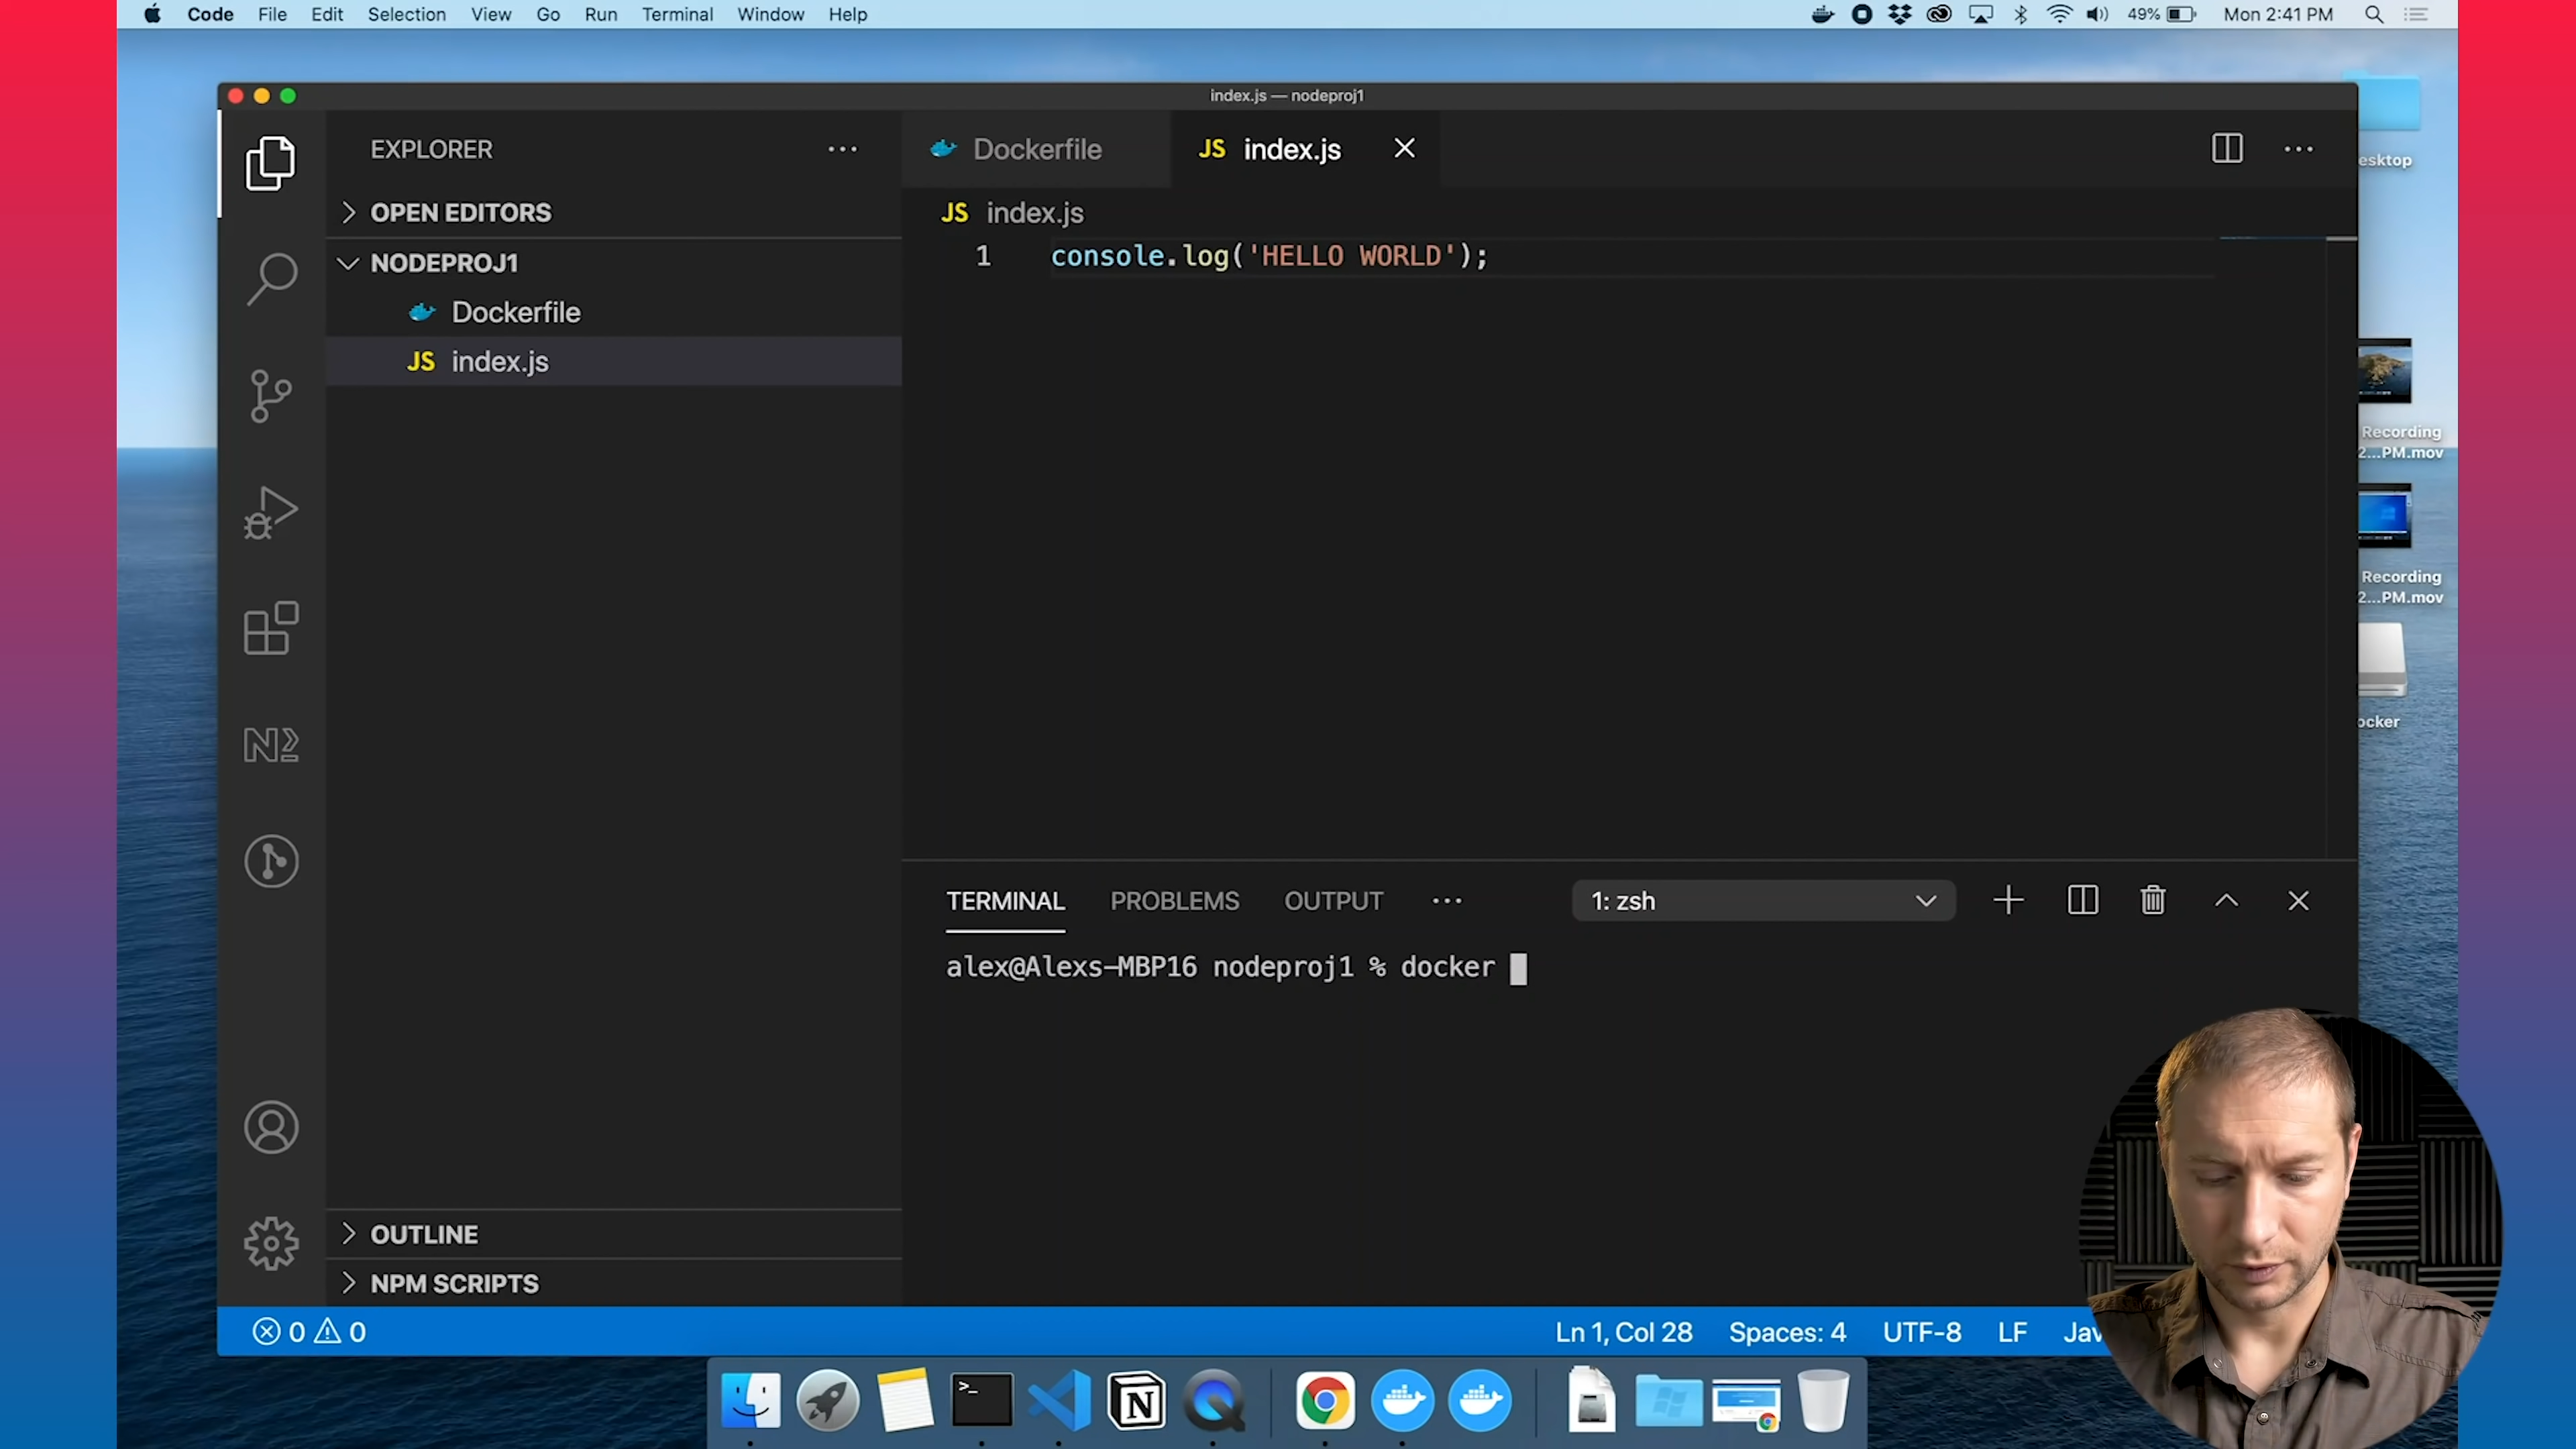 Code File Edit Selection View Go Run Terminal Window Help
49% Mon 2:41 PM
index.js — nodeproj1
EXPLORER
Dockerfile
JS index.js
esktop
OPEN EDITORS
JS index.js
NODEPROJ1
1 console.log('HELLO WORLD');
Dockerfile
JS index.js
Recording
2...PM.mov
Recording
2...PM.mov
ocker
TERMINAL PROBLEMS OUTPUT
1: zsh
alex@Alexs-MBP16 nodeproj1 % docker
OUTLINE
NPM SCRIPTS
0 0
Ln 1, Col 28 Spaces: 4 UTF-8 LF Jav